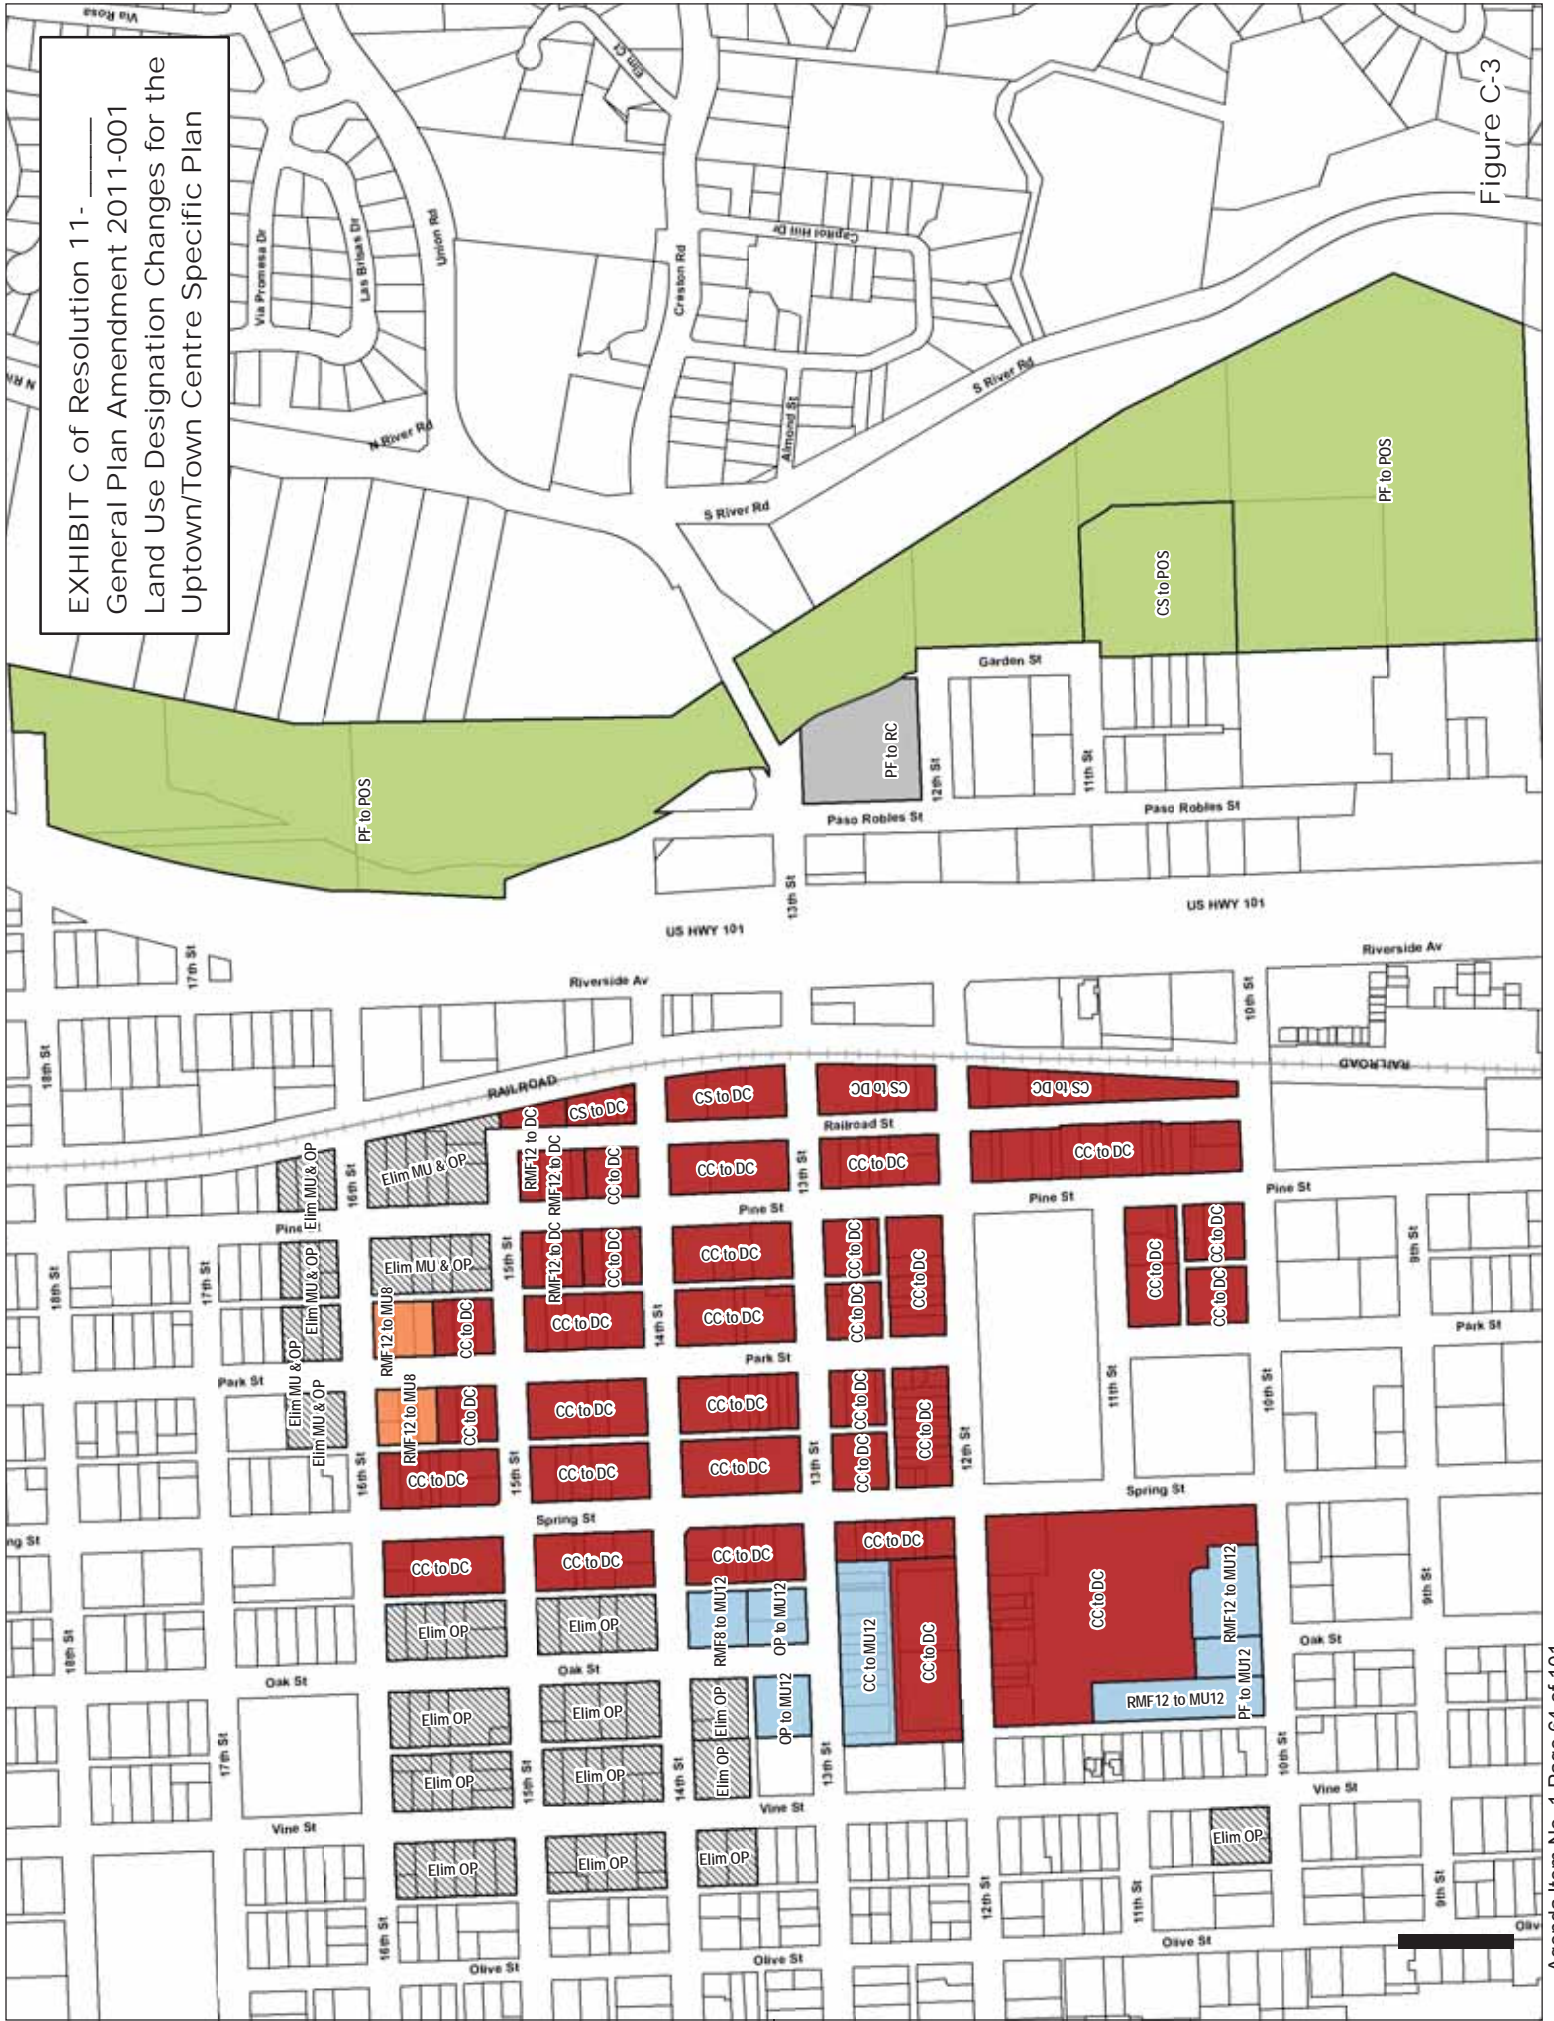 EXHIBIT C of Resolution 11- _____
General Plan Amendment 2011-001
Land Use Designation Changes for the
Uptown/Town Centre Specific Plan
Figure C-3
Via Rosa
Via Promesa Dr
Las Brisas Dr
Union Rd
Elm Ct
Creston Rd
Capitol Hill Dr
N River Rd
Almond St
S River Rd
S River Rd
PF to POS
PF to POS
CS to POS
PF to RC
Garden St
12th St
11th St
Paso Robles St
Paso Robles St
13th St
US HWY 101
US HWY 101
17th St
Riverside Av
Riverside Av
18th St
10th St
RAILROAD
RAILROAD
RMF12 to DC
CS to DC
CS to DC
CS to DC
CS to DC
Railroad St
Elim MU & OP
16th St
Elim MU & OP
RMF12 to DC
CC to DC
CC to DC
13th St
CC to DC
CC to DC
Pine St
Pine St
Pine St
18th St
17th St
Elim MU & OP
Elim MU & OP
15th St
RMF12 to DC
CC to DC
CC to DC
CC to DC
CC to DC
CC to DC
CC to DC
CC to DC
9th St
Elim MU & OP
RMF12 to MU8
CC to DC
CC to DC
14th St
CC to DC
CC to DC
CC to DC
Park St
Park St
Park St
Elim MU & OP
Elim MU & OP
RMF12 to MU8
CC to DC
CC to DC
CC to DC
CC to DC
CC to DC
11th St
10th St
16th St
CC to DC
15th St
CC to DC
CC to DC
13th St
CC to DC
12th St
Spring St
Spring St
ng St
CC to DC
CC to DC
CC to DC
CC to DC
CC to DC
18th St
Elim OP
Elim OP
RMF8 to MU12
OP to MU12
CC to MU12
CC to DC
RMF12 to MU12
9th St
Oak St
Oak St
Oak St
Elim OP
Elim OP
Elim OP
OP to MU12
RMF12 to MU12
PF to MU12
17th St
Elim OP
15th St
Elim OP
14th St
Elim OP
13th St
10th St
Vine St
Vine St
Vine St
Elim OP
Elim OP
Elim OP
Elim OP
16th St
12th St
11th St
9th St
Olive St
Olive St
Olive St
Oliv